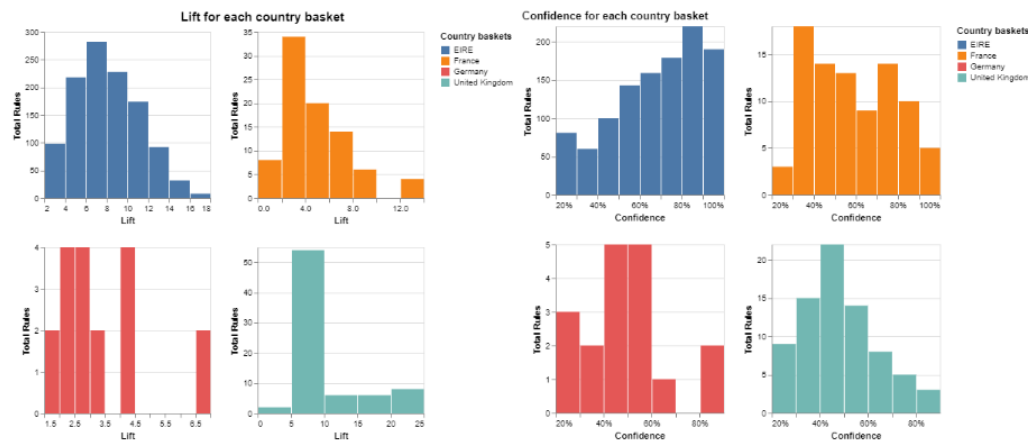 Lift for each country basket
300
250
200
150
100
50
0
Total Rules
2 4 6 8 10 12 14 16 18
Lift
35
30
25
20
15
10
5
0
Total Rules
0.0 4.0 8.0 12.0
Lift
Country baskets
EIRE
France
Germany
United Kingdom
4
3
2
1
0
Total Rules
1.5 2.5 3.5 4.5 5.5 6.5
Lift
50
40
30
20
10
0
Total Rules
0 5 10 15 20 25
Lift
Confidence for each country basket
200
150
100
50
0
Total Rules
20% 40% 60% 80% 100%
Confidence
15
10
5
0
Total Rules
20% 40% 60% 80% 100%
Confidence
Country baskets
EIRE
France
Germany
United Kingdom
5
4
3
2
1
0
Total Rules
20% 40% 60% 80%
Confidence
20
15
10
5
0
Total Rules
20% 40% 60% 80%
Confidence